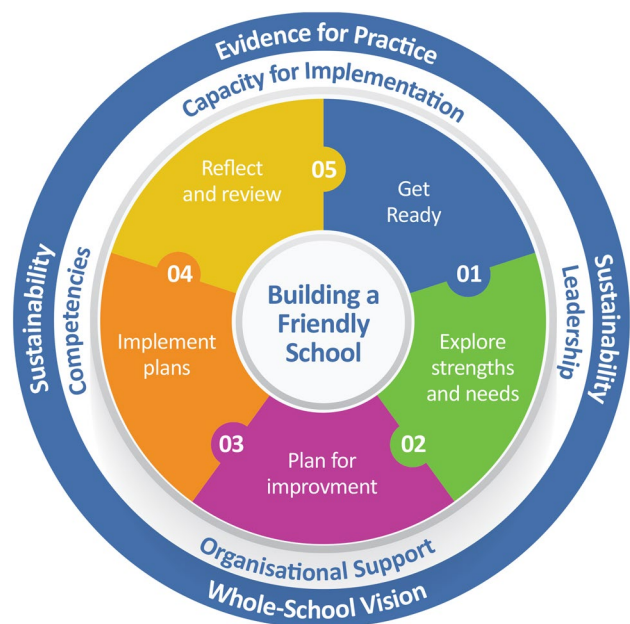 Evidence for Practice
Capacity for Implementation
Sustainability
Competencies
Leadership
Sustainability
Organisational Support
Whole-School Vision
Building a
Friendly
School
Get
Ready
01
Explore
strengths
and needs
02
Plan for
improvment
03
Implement
plans
04
Reflect
and review
05